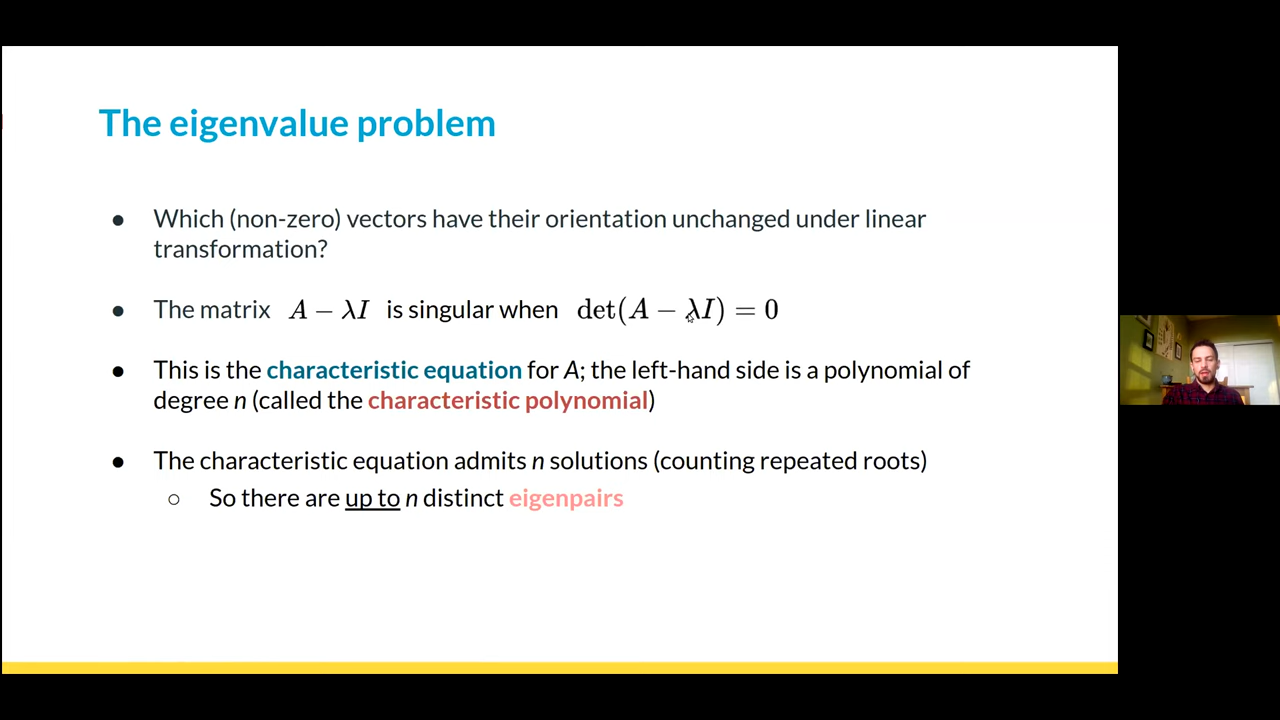 The eigenvalue problem
● Which (non-zero) vectors have their orientation unchanged under linear
transformation?
● The matrix A − λI is singular when det(A − λI) = 0
● This is the characteristic equation for A; the left-hand side is a polynomial of
degree n (called the characteristic polynomial)
● The characteristic equation admits n solutions (counting repeated roots)
○ So there are up to n distinct eigenpairs